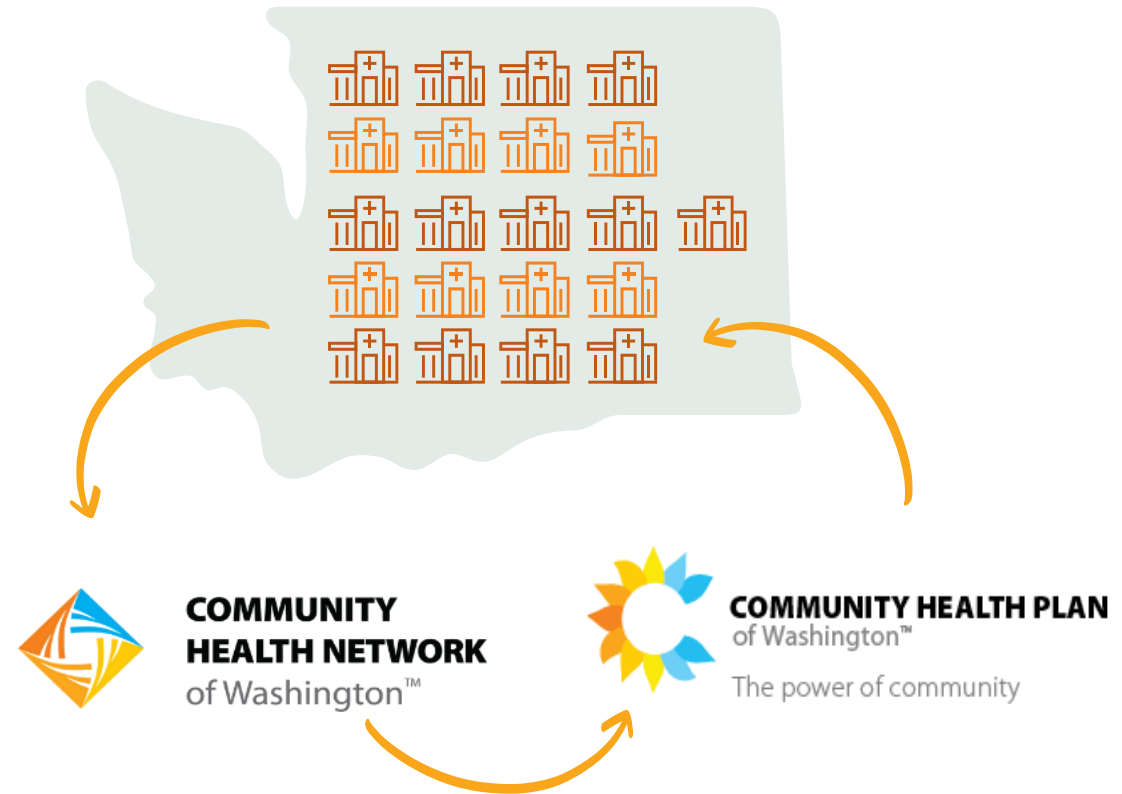 COMMUNITY
HEALTH NETWORK
of Washington™
COMMUNITY HEALTH PLAN
of Washington™
The power of community